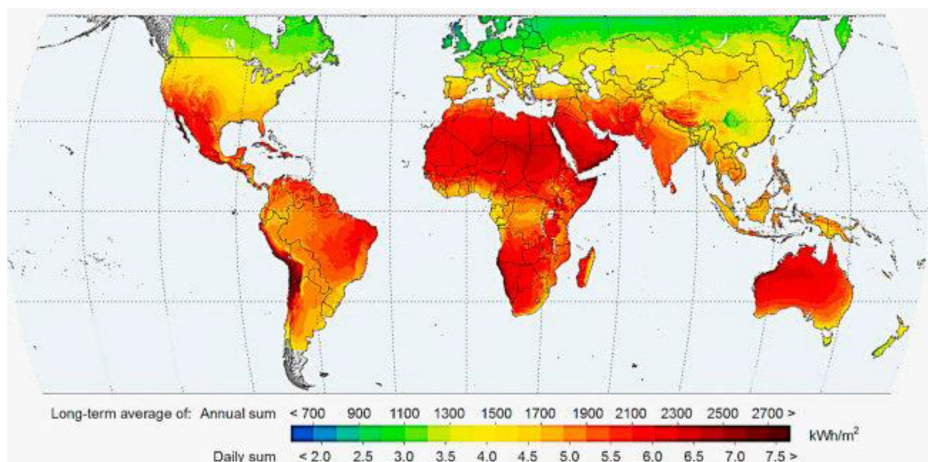 Long-term average of: Annual sum < 700 900 1100 1300 1500 1700 1900 2100 2300 2500 2700 >
kWh/m²
Daily sum < 2.0 2.5 3.0 3.5 4.0 4.5 5.0 5.5 6.0 6.5 7.0 7.5 >